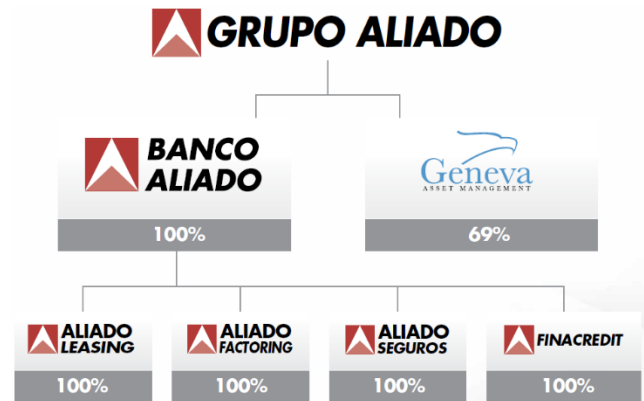 GRUPO ALIADO
BANCO
ALIADO
100%
Geneva
ASSET MANAGEMENT
69%
ALIADO
LEASING
100%
ALIADO
FACTORING
100%
ALIADO
SEGUROS
100%
FINACREDIT
100%